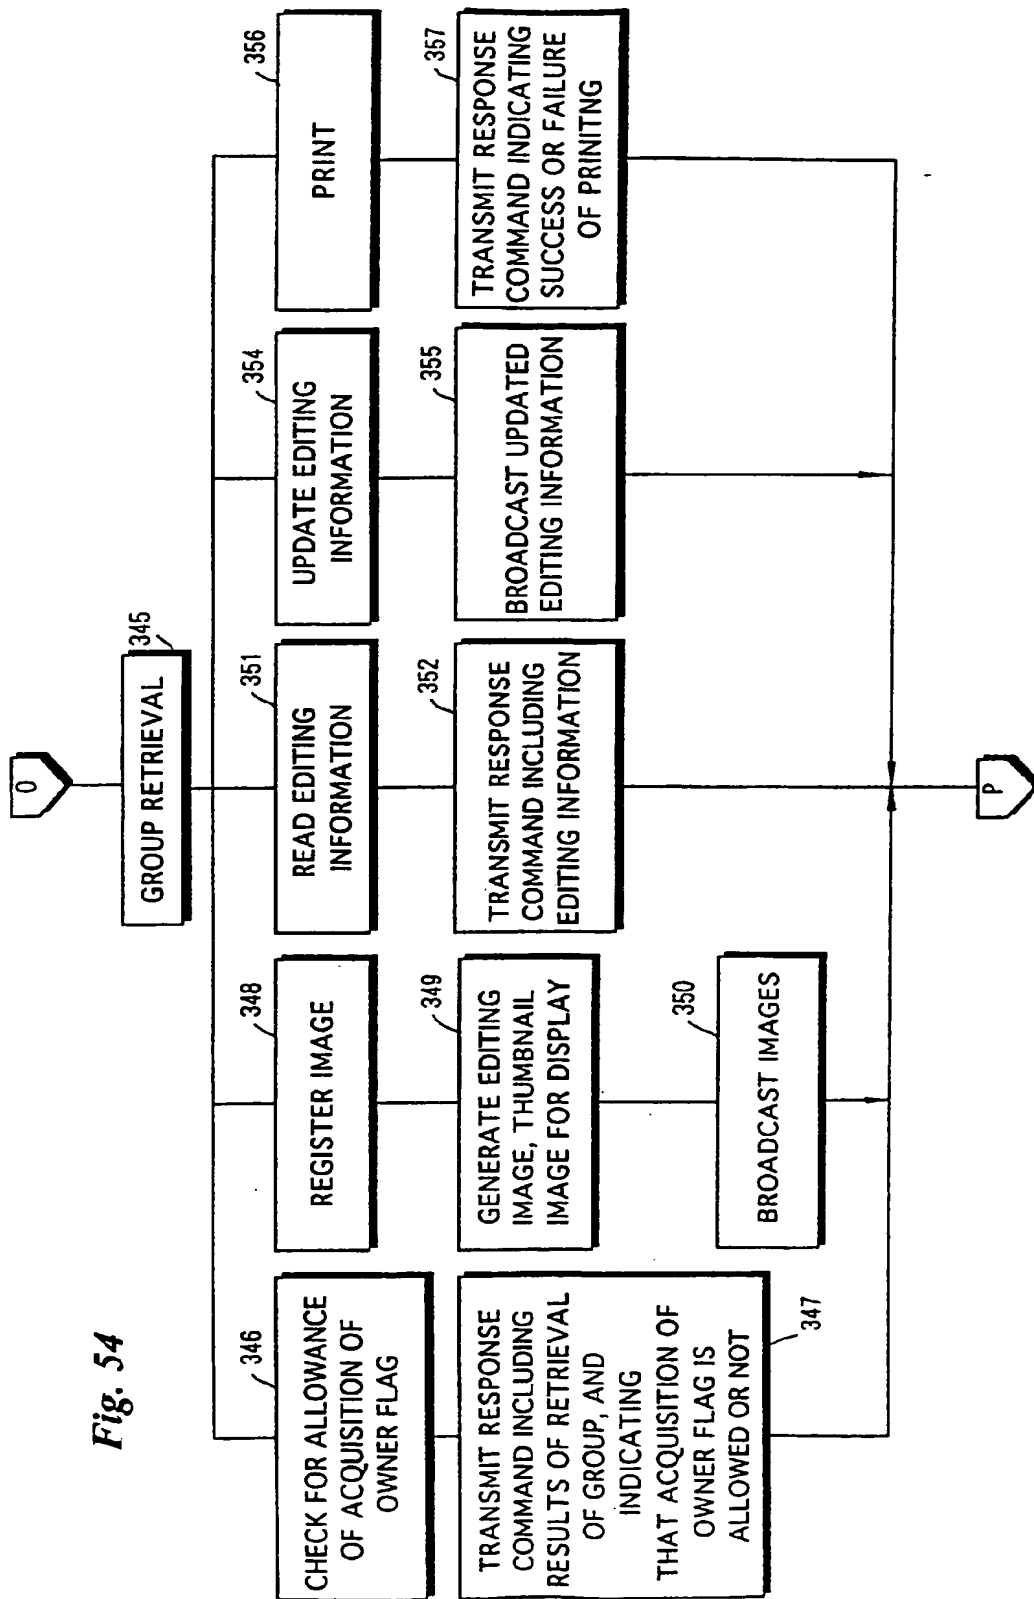 Fig. 54
O
GROUP RETRIEVAL
345
CHECK FOR ALLOWANCE
OF ACQUISITION OF
OWNER FLAG
346
TRANSMIT RESPONSE
COMMAND INCLUDING
RESULTS OF RETRIEVAL
OF GROUP, AND
INDICATING
THAT ACQUISITION OF
OWNER FLAG IS
ALLOWED OR NOT
347
REGISTER IMAGE
348
GENERATE EDITING
IMAGE, THUMBNAIL
IMAGE FOR DISPLAY
349
BROADCAST IMAGES
350
READ EDITING
INFORMATION
351
TRANSMIT RESPONSE
COMMAND INCLUDING
EDITING INFORMATION
352
UPDATE EDITING
INFORMATION
354
BROADCAST UPDATED
EDITING INFORMATION
355
PRINT
356
TRANSMIT RESPONSE
COMMAND INDICATING
SUCCESS OR FAILURE
OF PRINITNG
357
P